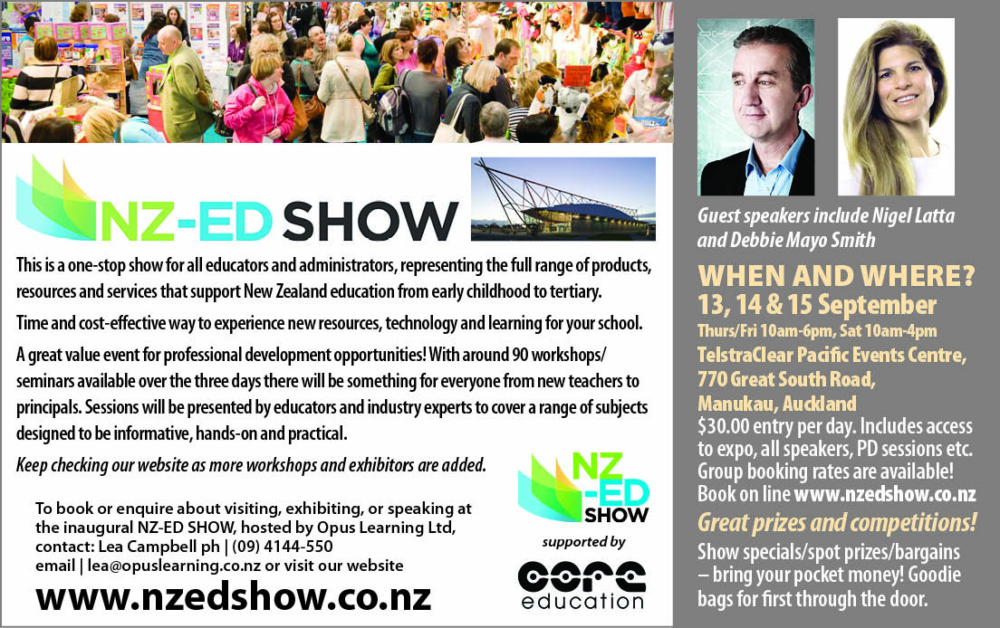 NZ-ED SHOW
This is a one-stop show for all educators and administrators, representing the full range of products,
resources and services that support New Zealand education from early childhood to tertiary.
Time and cost-effective way to experience new resources, technology and learning for your school.
A great value event for professional development opportunities! With around 90 workshops/
seminars available over the three days there will be something for everyone from new teachers to
principals. Sessions will be presented by educators and industry experts to cover a range of subjects
designed to be informative, hands-on and practical.
Keep checking our website as more workshops and exhibitors are added.
To book or enquire about visiting, exhibiting, or speaking at
the inaugural NZ-ED SHOW, hosted by Opus Learning Ltd,
contact: Lea Campbell ph | (09) 4144-550
email | lea@opuslearning.co.nz or visit our website
www.nzedshow.co.nz
NZ
-ED
SHOW
supported by
core
education
Guest speakers include Nigel Latta
and Debbie Mayo Smith
WHEN AND WHERE?
13, 14 & 15 September
Thurs/Fri 10am-6pm, Sat 10am-4pm
TelstraClear Pacific Events Centre,
770 Great South Road,
Manukau, Auckland
$30.00 entry per day. Includes access
to expo, all speakers, PD sessions etc.
Group booking rates are available!
Book on line www.nzedshow.co.nz
Great prizes and competitions!
Show specials/spot prizes/bargains
– bring your pocket money! Goodie
bags for first through the door.